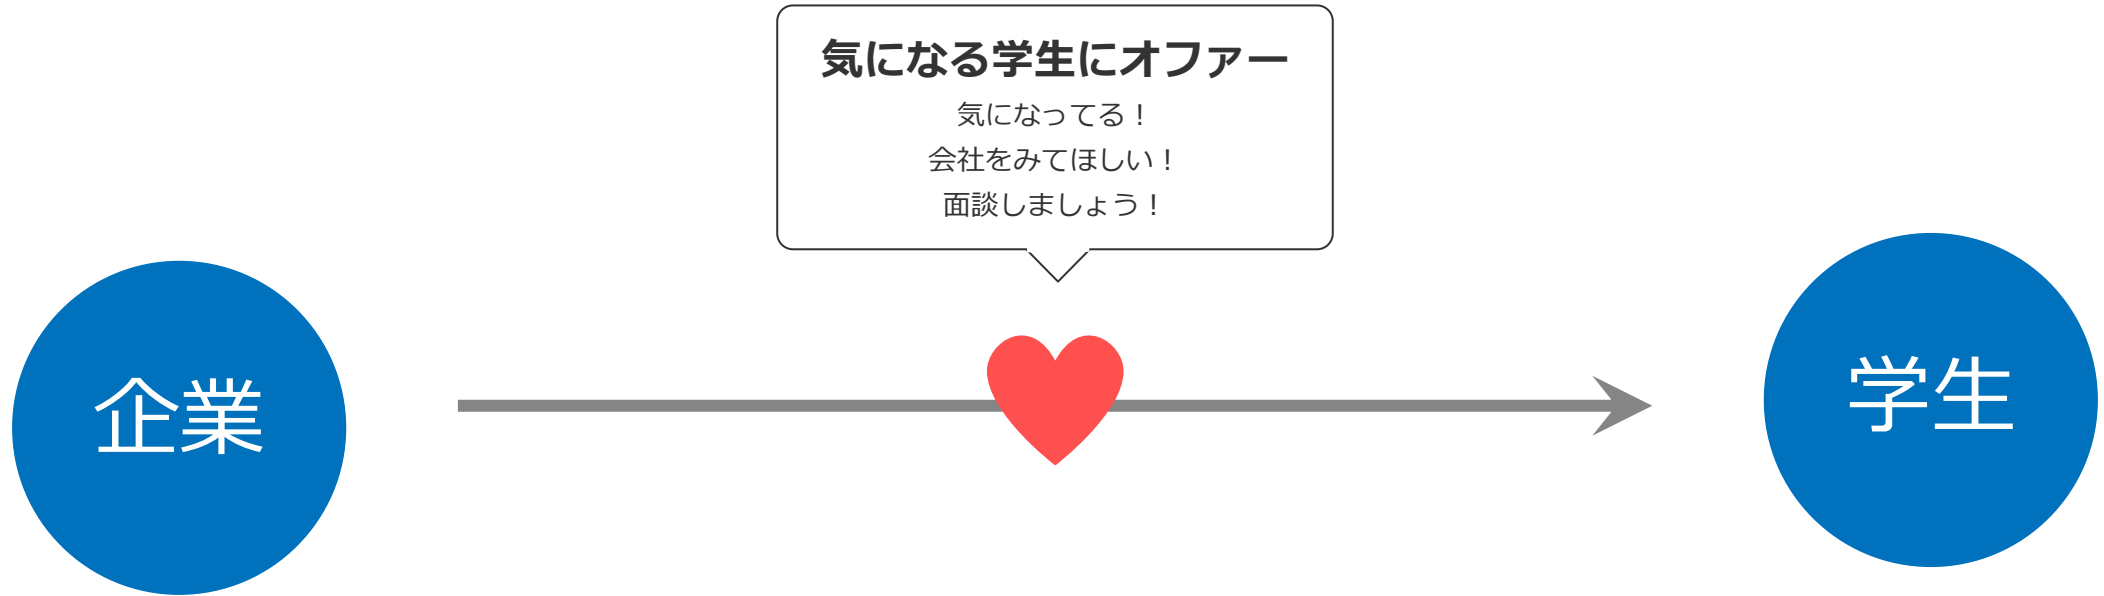 気になる学生にオファー
気になってる！
会社をみてほしい！
面談しましょう！
企業
学生